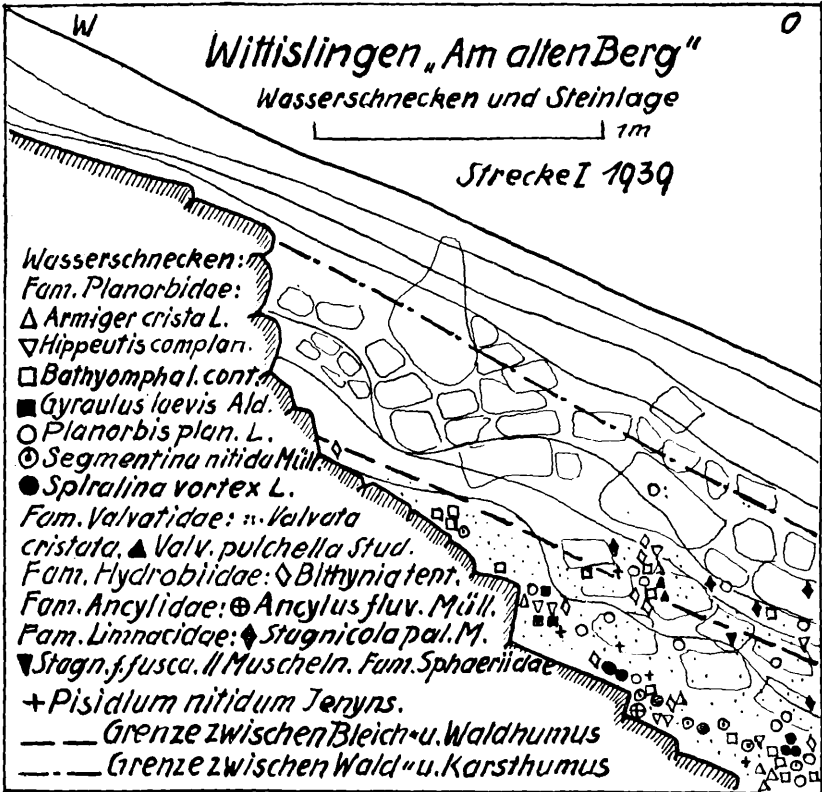 W O
Wittislingen „Am alten Berg“
Wasserschnecken und Steinlage
1m
Strecke I 1939
Wasserschnecken:
Fam. Planorbidae:
△ Armiger crista L.
▽ Hippeutis complan.
□ Bathyomphal. cont.
■ Gyraulus laevis Ald.
○ Planorbis plan. L.
☉ Segmentina nitida Müll.
● Spiralina vortex L.
Fam. Valvatidae: ∷ Valvata
cristata, ▲ Valv. pulchella Stud.
Fam. Hydrobiidae: ◊ Bithynia tent.
Fam. Ancylidae: ⊕ Ancylus fluv. Müll.
Fam. Limnacidae: ♦ Stagnicola pal. M.
▼ Stagn. f. fusca. // Muscheln. Fam. Sphaeriidae
+ Pisidium nitidum Jenyns.
— — Grenze zwischen Bleich- u. Waldhumus
— · — Grenze zwischen Wald- u. Karsthumus